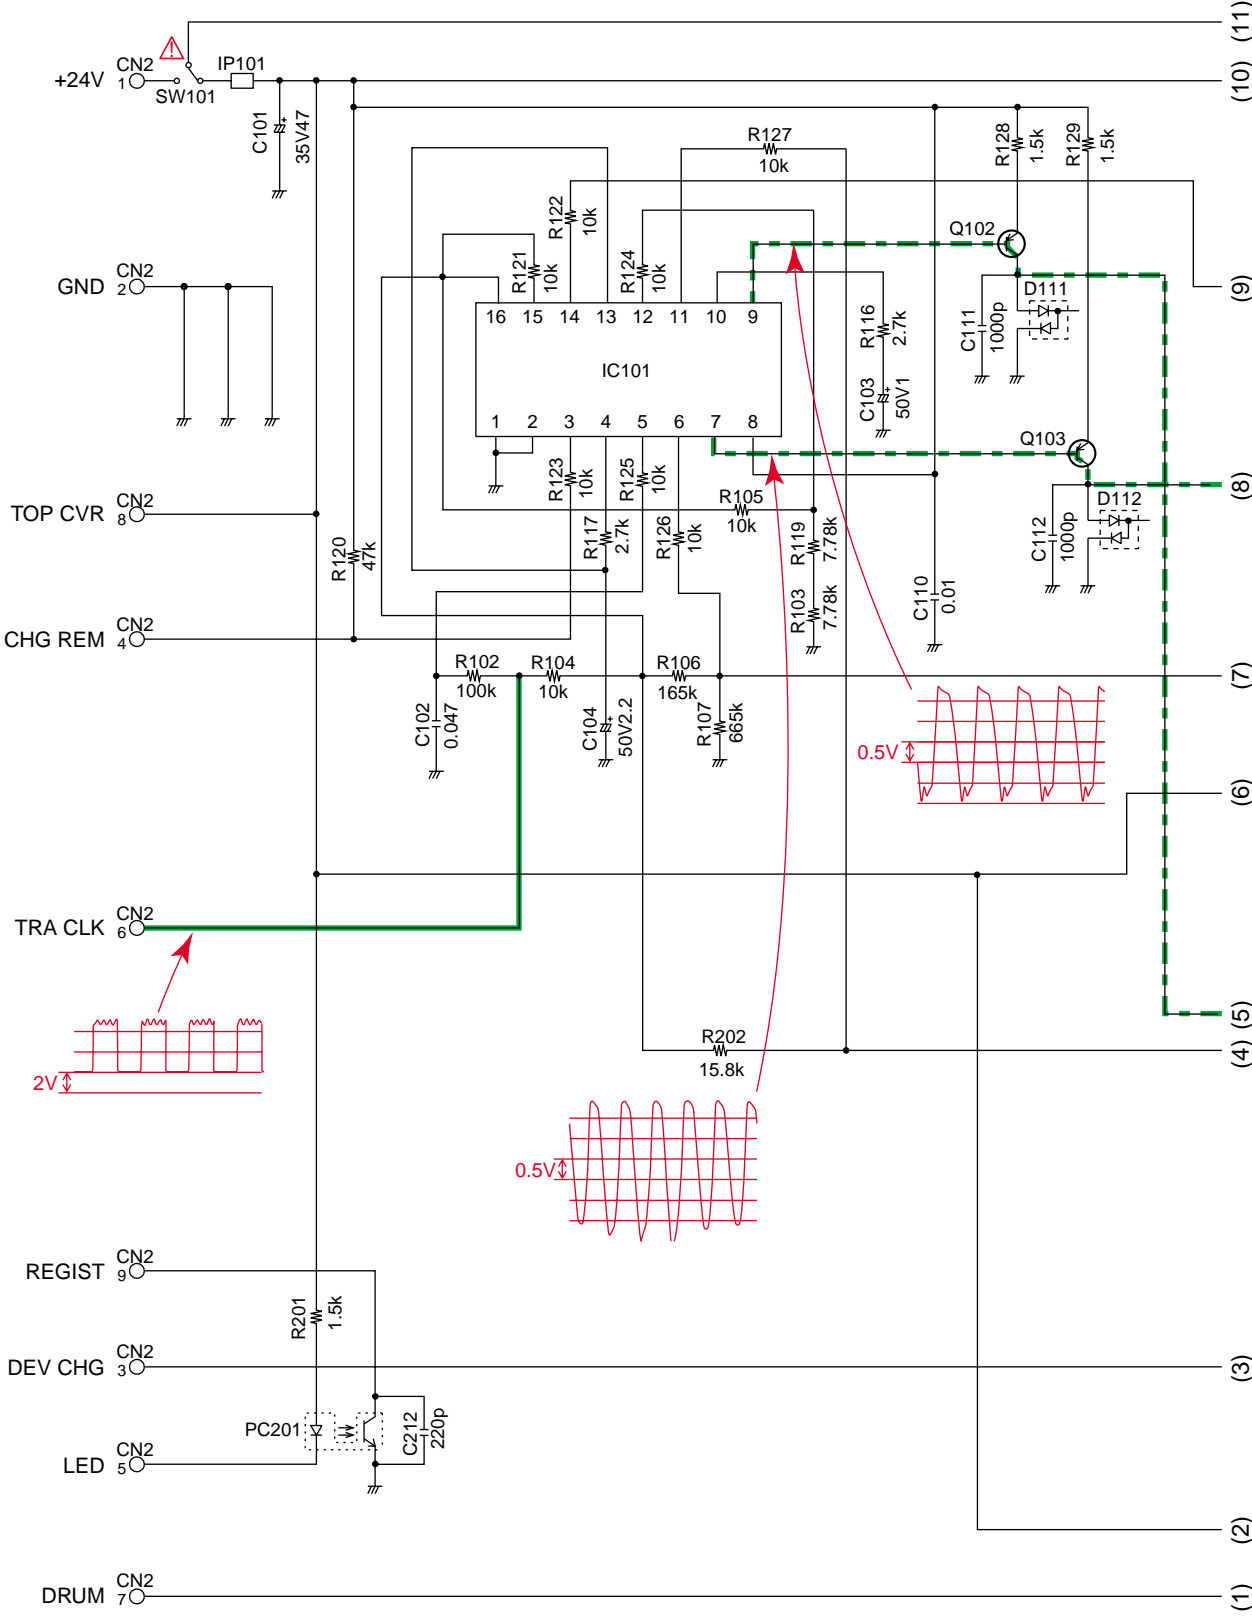 (11)
+24V
CN2
1
SW101
IP101
(10)
C101
35V47
R127
10k
R128
1.5k
R129
1.5k
R122
10k
R121
10k
R124
10k
Q102
GND
CN2
2
D111
(9)
16 15 14 13 12 11 10 9
IC101
R116
2.7k
C111
1000p
C103
50V1
1 2 3 4 5 6 7 8
Q103
R123
10k
R125
10k
(8)
TOP CVR
CN2
8
R105
10k
D112
R120
47k
R117
2.7k
R126
10k
R119
7.78k
C112
1000p
R103
7.78k
C110
0.01
CHG REM
CN2
4
R102
100k
R104
10k
R106
165k
(7)
C102
0.047
C104
50V2.2
R107
665k
0.5V
(6)
TRA CLK
CN2
6
(5)
R202
15.8k
(4)
2V
0.5V
REGIST
CN2
9
R201
1.5k
DEV CHG
CN2
3
(3)
PC201
C212
220p
LED
CN2
5
(2)
DRUM
CN2
7
(1)